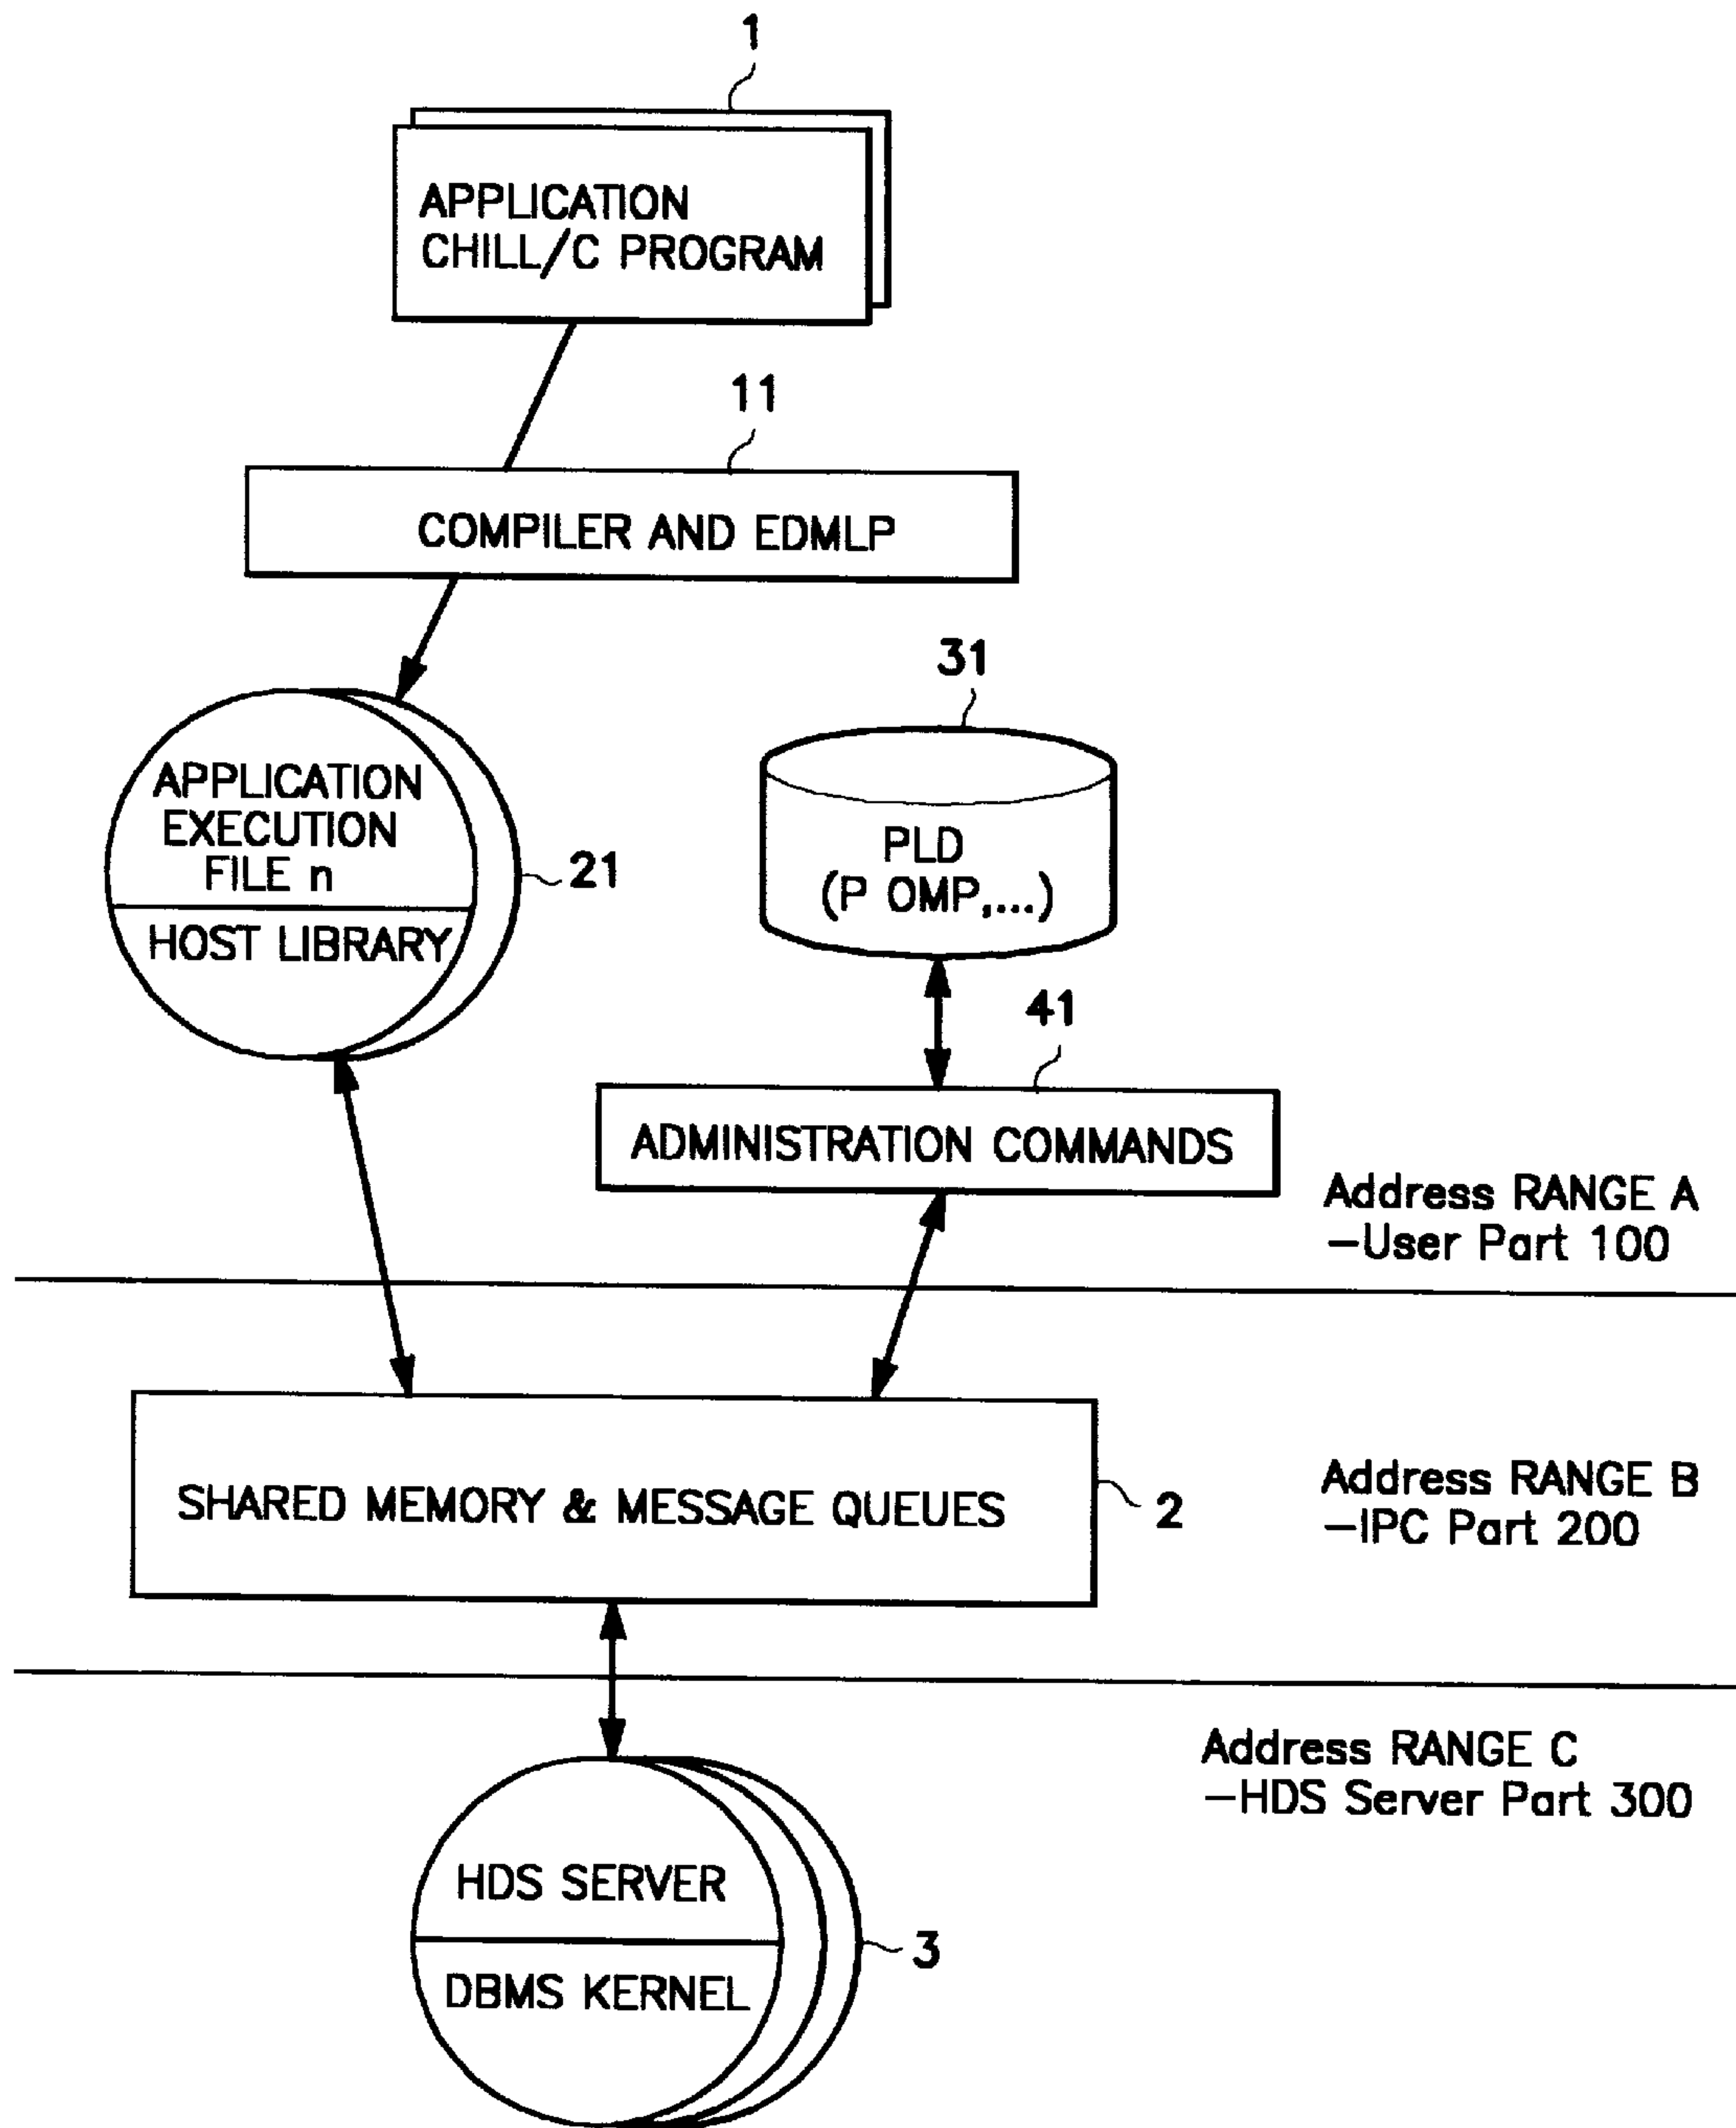 1
APPLICATION
CHILL/C PROGRAM
11
COMPILER AND EDMLP
31
APPLICATION
EXECUTION
FILE n
HOST LIBRARY
21
PLD
(P OMP,...)
41
ADMINISTRATION COMMANDS
Address RANGE A
-User Part 100
SHARED MEMORY & MESSAGE QUEUES
2
Address RANGE B
-IPC Part 200
Address RANGE C
-HDS Server Part 300
HDS SERVER
DBMS KERNEL
3